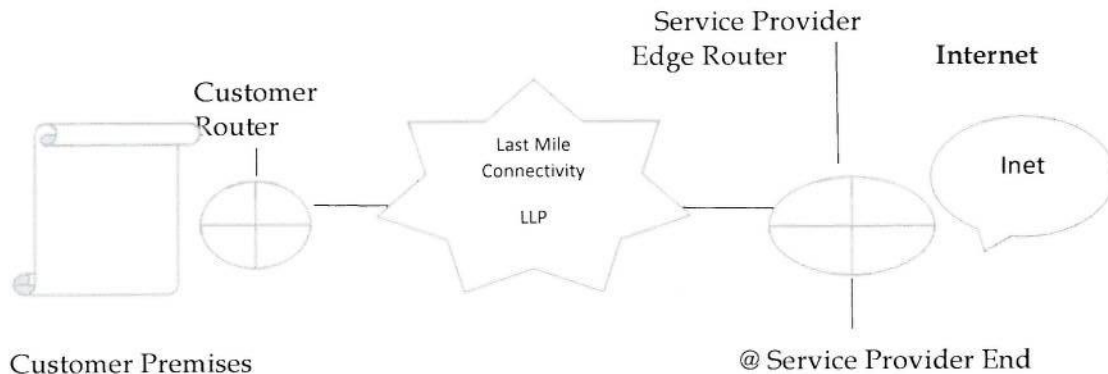 Service Provider
Edge Router
Internet
Customer
Router
Last Mile
Connectivity
LLP
Inet
Customer Premises
@ Service Provider End